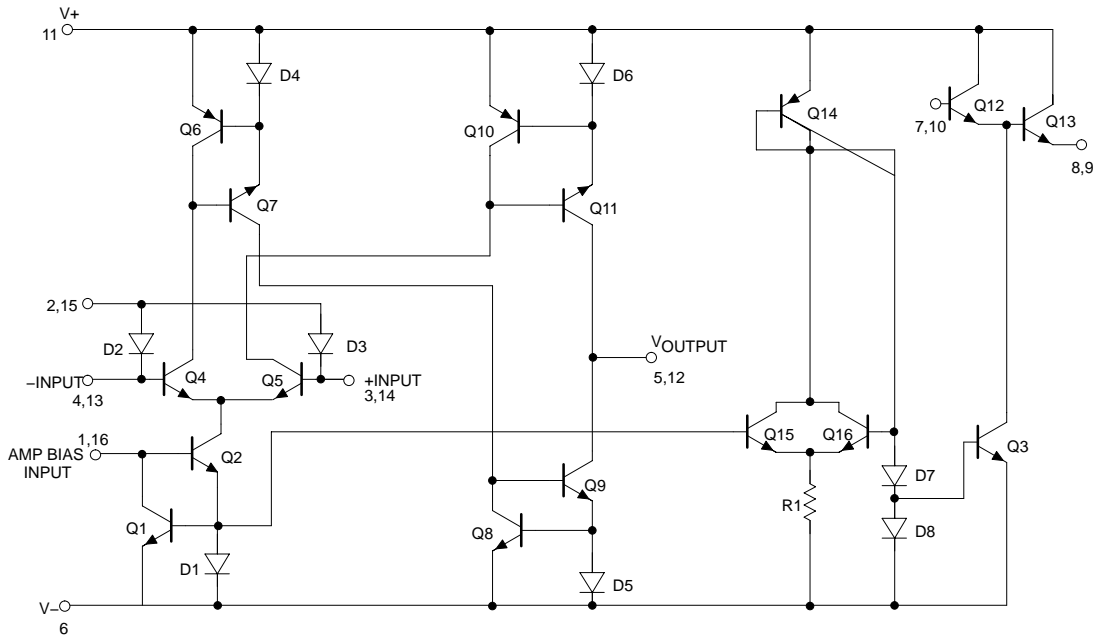 V+
11
D4
D6
Q6
Q10
Q14
Q12
7,10
Q13
8,9
Q7
Q11
2,15
D2
D3
VOUTPUT
5,12
–INPUT
4,13
Q4
Q5
+INPUT
3,14
1,16
AMP BIAS
INPUT
Q2
Q15
Q16
Q3
Q9
D7
R1
Q1
Q8
D8
D1
D5
V–
6